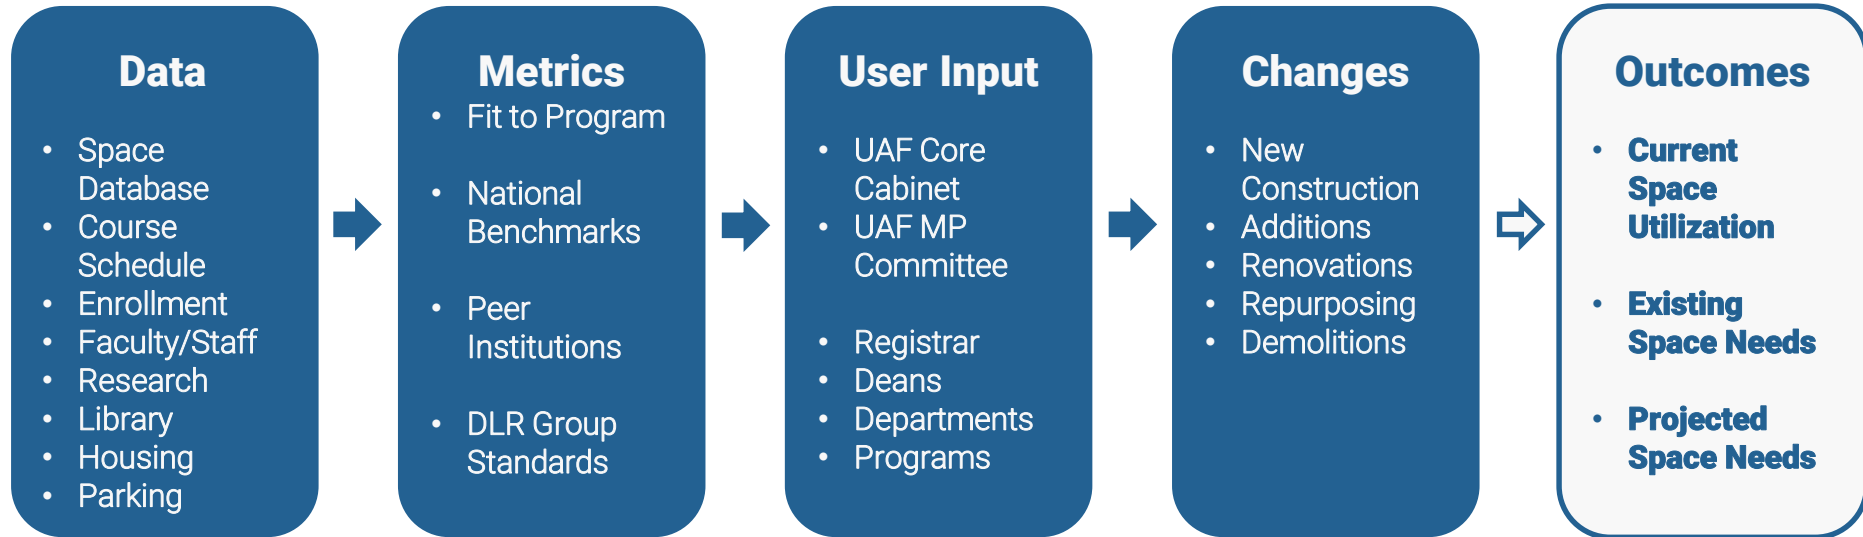 Data
• Space
Database
• Course
Schedule
• Enrollment
• Faculty/Staff
• Research
• Library
• Housing
• Parking
Metrics
• Fit to Program
• National
Benchmarks
• Peer
Institutions
• DLR Group
Standards
User Input
• UAF Core
Cabinet
• UAF MP
Committee
• Registrar
• Deans
• Departments
• Programs
Changes
• New
Construction
• Additions
• Renovations
• Repurposing
• Demolitions
Outcomes
• Current
Space
Utilization
• Existing
Space Needs
• Projected
Space Needs